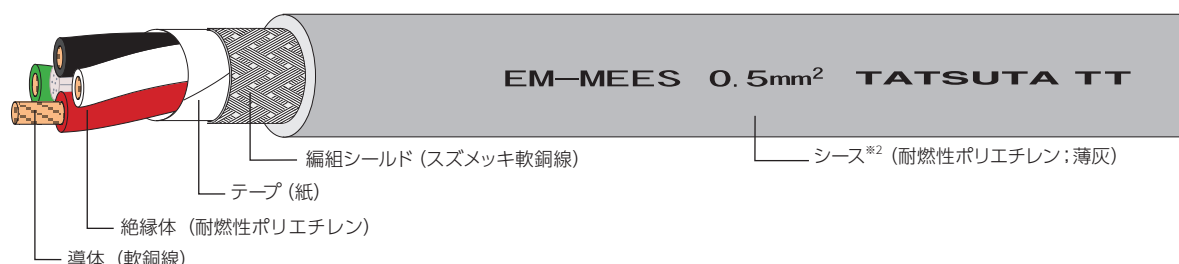 EM—MEES 0.5mm² TATSUTA TT
編組シールド(スズメッキ軟銅線)
シース※2(耐燃性ポリエチレン;薄灰)
テープ(紙)
絶縁体(耐燃性ポリエチレン)
導体(軟銅線)